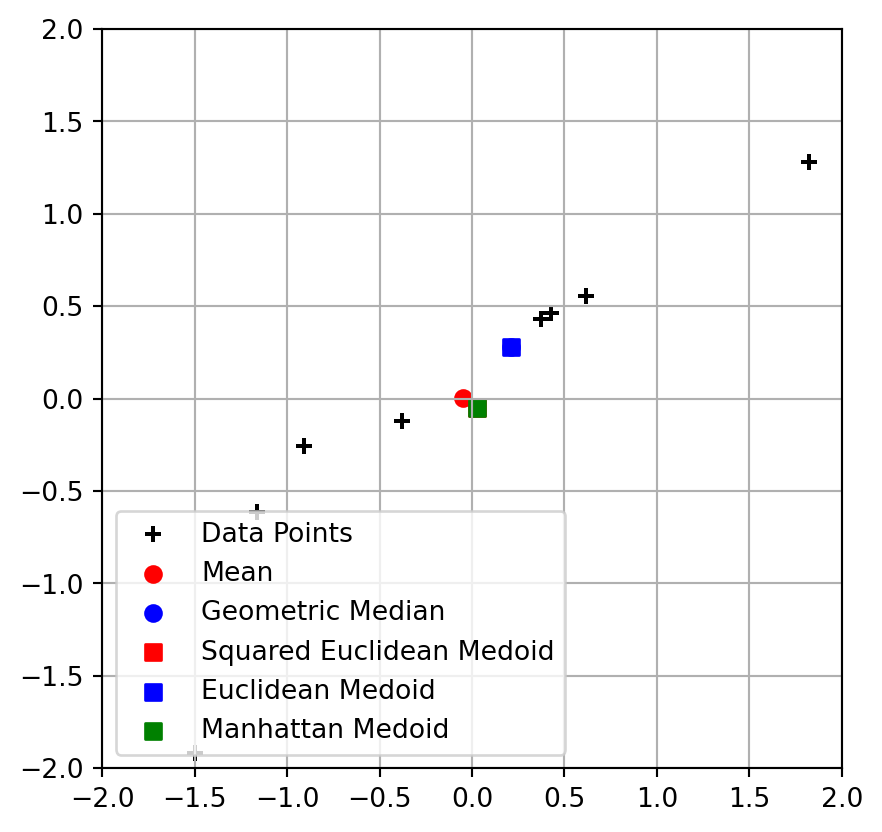 2.0
1.5
1.0
0.5
0.0
−0.5
−1.0
−1.5
−2.0
Data Points
Mean
Geometric Median
Squared Euclidean Medoid
Euclidean Medoid
Manhattan Medoid
−2.0 −1.5 −1.0 −0.5 0.0 0.5 1.0 1.5 2.0